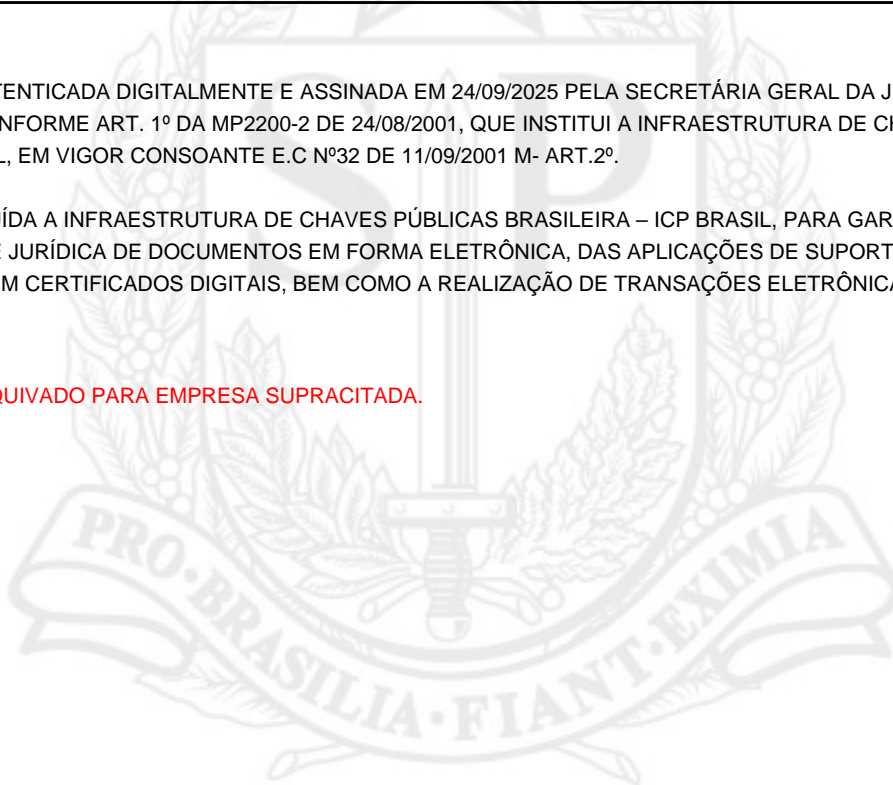 TENTICADA DIGITALMENTE E ASSINADA EM 24/09/2025 PELA SECRETÁRIA GERAL DA J
NFORME ART. 1º DA MP2200-2 DE 24/08/2001, QUE INSTITUI A INFRAESTRUTURA DE CH
L, EM VIGOR CONSOANTE E.C Nº32 DE 11/09/2001 M- ART.2º.
ÍDA A INFRAESTRUTURA DE CHAVES PÚBLICAS BRASILEIRA – ICP BRASIL, PARA GAR
E JURÍDICA DE DOCUMENTOS EM FORMA ELETRÔNICA, DAS APLICAÇÕES DE SUPORT
M CERTIFICADOS DIGITAIS, BEM COMO A REALIZAÇÃO DE TRANSAÇÕES ELETRÔNICA
QUIVADO PARA EMPRESA SUPRACITADA.
SP
PRO·BRASILIA·FIANT·EXIMIA